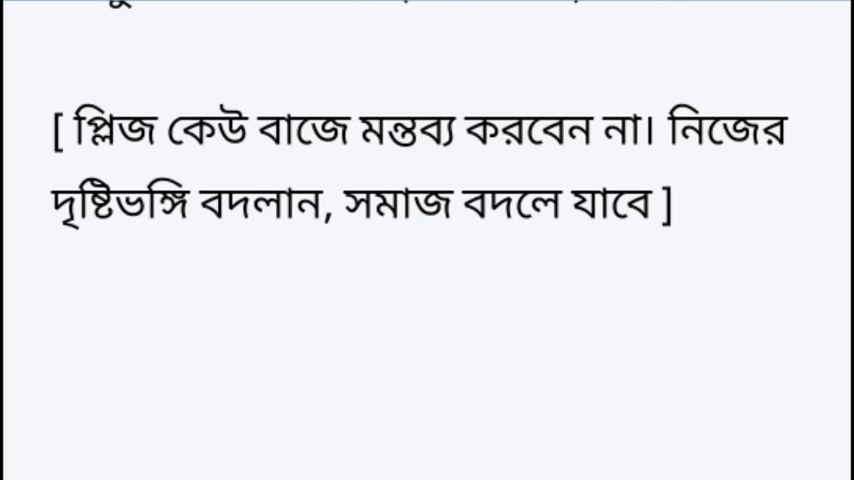 [ প্লিজ কেউ বাজে মন্তব্য করবেন না। নিজের
দৃষ্টিভঙ্গি বদলান, সমাজ বদলে যাবে ]